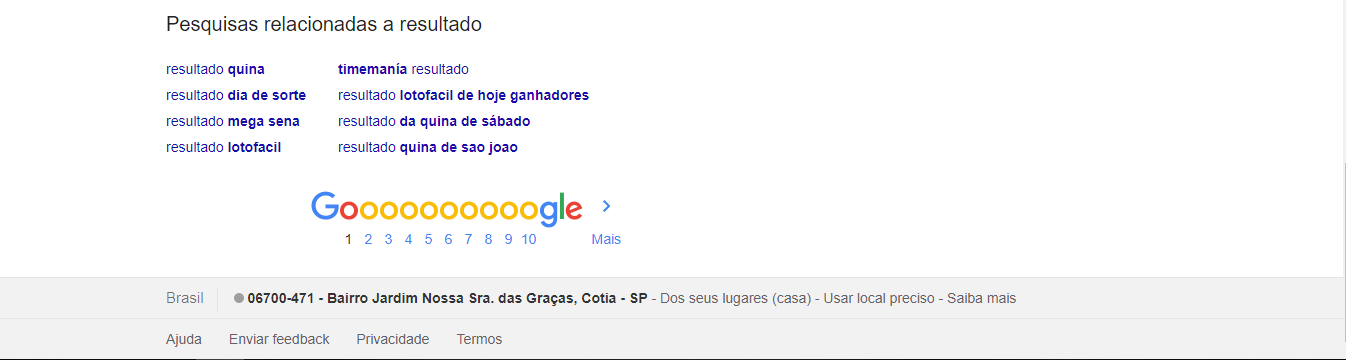 Pesquisas relacionadas a resultado
resultado quina
resultado dia de sorte
resultado mega sena
resultado lotofacil
timemanía resultado
resultado lotofacil de hoje ganhadores
resultado da quina de sábado
resultado quina de sao joao
Goooooooooogle >
1 2 3 4 5 6 7 8 9 10 Mais
Brasil 06700-471 - Bairro Jardim Nossa Sra. das Graças, Cotia - SP - Dos seus lugares (casa) - Usar local preciso - Saiba mais
Ajuda Enviar feedback Privacidade Termos